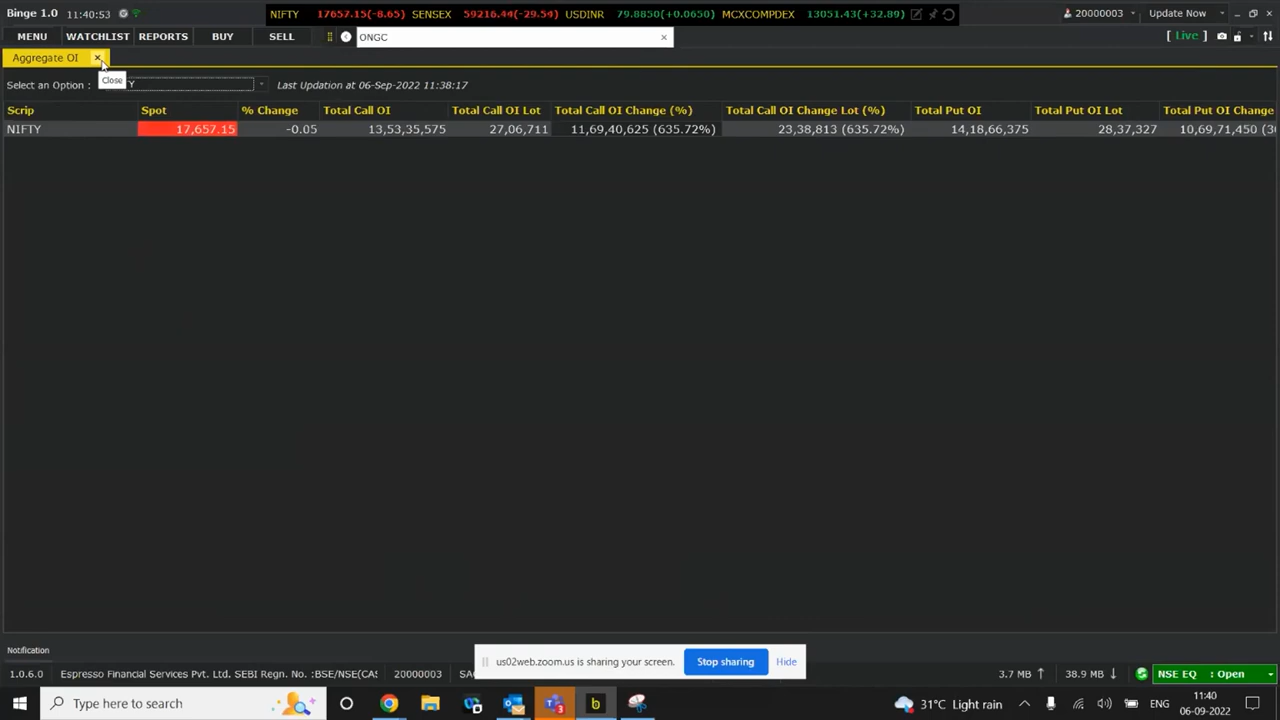 Binge 1.0 11:40:53 NIFTY 17657.15(-8.65) SENSEX 59216.44(-29.54) USDINR 79.8850(+0.0650) MCXCOMPDEX 13051.43(+32.89) 20000003 Update Now
MENU WATCHLIST REPORTS BUY SELL ONGC [ Live ]
Aggregate OI
Close
Select an Option : Y Last Updation at 06-Sep-2022 11:38:17
Scrip Spot % Change Total Call OI Total Call OI Lot Total Call OI Change (%) Total Call OI Change Lot (%) Total Put OI Total Put OI Lot Total Put OI Change
NIFTY 17,657.15 -0.05 13,53,35,575 27,06,711 11,69,40,625 (635.72%) 23,38,813 (635.72%) 14,18,66,375 28,37,327 10,69,71,450
Notification
us02web.zoom.us is sharing your screen. Stop sharing Hide
1.0.6.0 Espresso Financial Services Pvt. Ltd. SEBI Regn. No. :BSE/NSE(CAS 20000003 3.7 MB 38.9 MB NSE EQ : Open
Type here to search 3 b 31°C Light rain ENG 11:40
06-09-2022